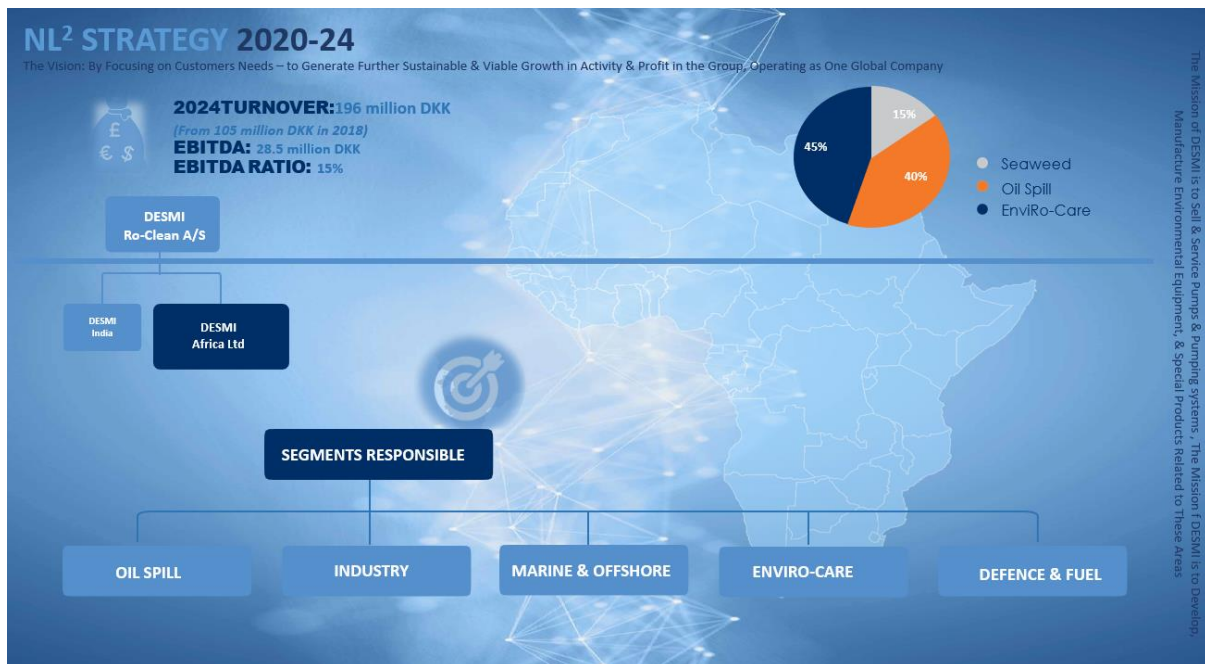 NL² STRATEGY 2020-24
The Vision: By Focusing on Customers Needs – to Generate Further Sustainable & Viable Growth in Activity & Profit in the Group, Operating as One Global Company
2024TURNOVER:196 million DKK
(From 105 million DKK in 2018)
EBITDA: 28.5 million DKK
EBITDA RATIO: 15%
£
€ $
15%
40%
45%
Seaweed
Oil Spill
EnviRo-Care
DESMI
Ro-Clean A/S
DESMI
India
DESMI
Africa Ltd
SEGMENTS RESPONSIBLE
OIL SPILL
INDUSTRY
MARINE & OFFSHORE
ENVIRO-CARE
DEFENCE & FUEL
The Mission of DESMI is to Sell & Service Pumps & Pumping systems , The Mission f DESMI is to Develop,
Manufacture Environmental Equipment, & Special Products Related to These Areas